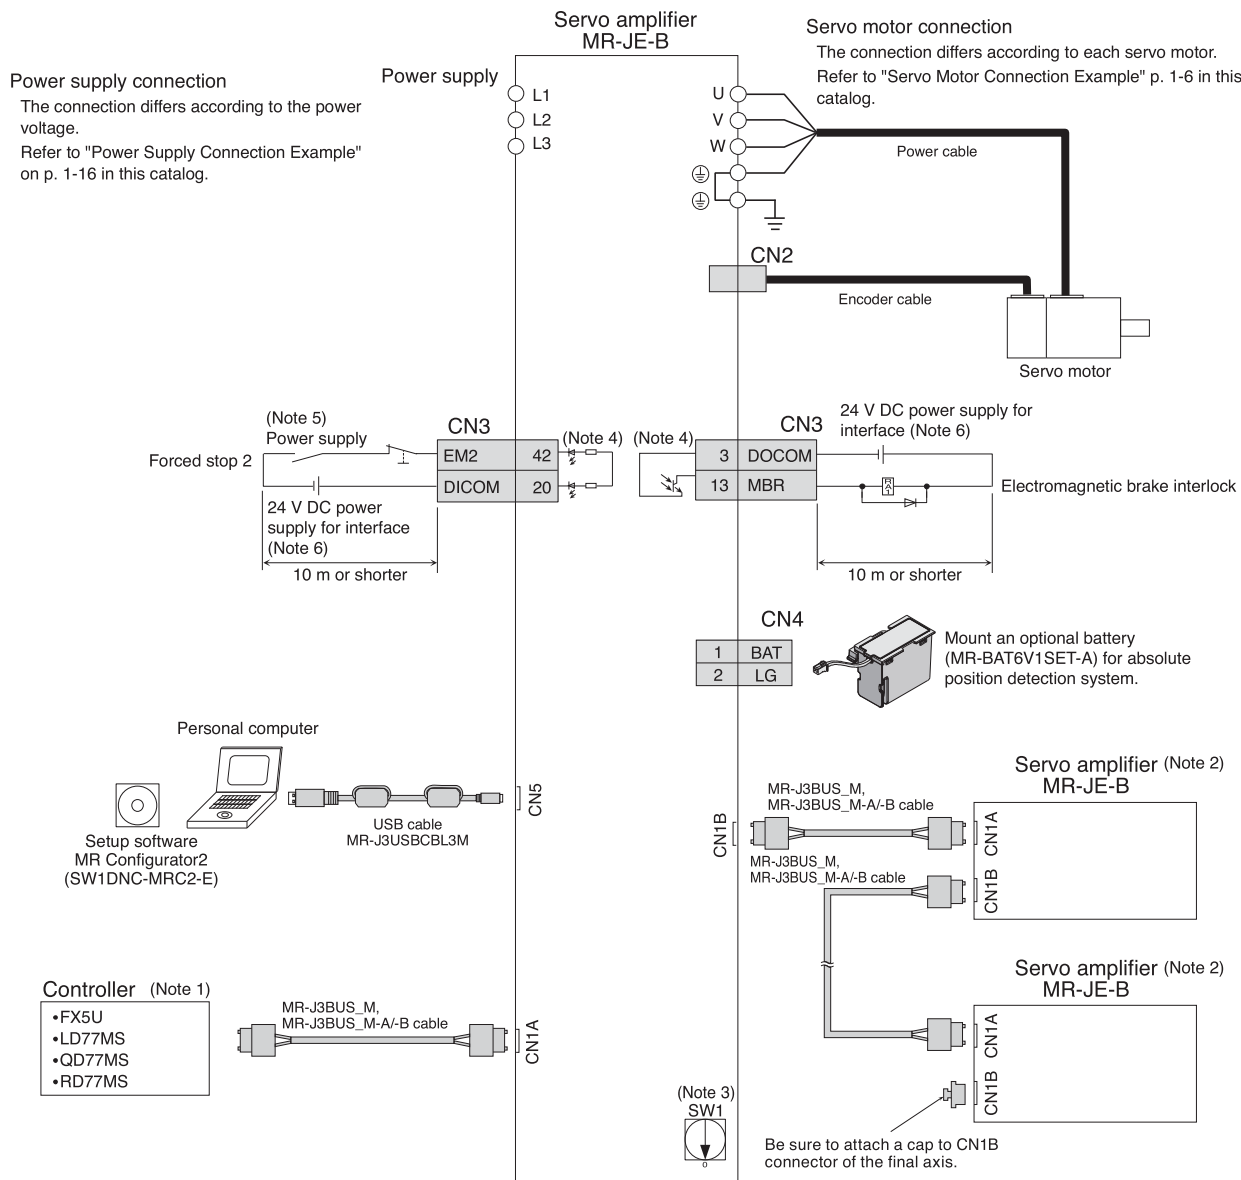 Servo amplifier
MR-JE-B
Servo motor connection
The connection differs according to each servo motor.
Refer to "Servo Motor Connection Example" p. 1-6 in this
catalog.
Power supply connection
The connection differs according to the power
voltage.
Refer to "Power Supply Connection Example"
on p. 1-16 in this catalog.
Power supply
L1
L2
L3
U
V
W
Power cable
CN2
Encoder cable
Servo motor
(Note 5)
Power supply
Forced stop 2
CN3
EM2 42
DICOM 20
(Note 4)
24 V DC power
supply for interface
(Note 6)
10 m or shorter
(Note 4)
CN3
3 DOCOM
13 MBR
24 V DC power supply for
interface (Note 6)
RA1
Electromagnetic brake interlock
10 m or shorter
CN4
1 BAT
2 LG
Mount an optional battery
(MR-BAT6V1SET-A) for absolute
position detection system.
Personal computer
Setup software
MR Configurator2
(SW1DNC-MRC2-E)
USB cable
MR-J3USBCBL3M
CN5
Servo amplifier (Note 2)
MR-JE-B
MR-J3BUS_M,
MR-J3BUS_M-A/-B cable
CN1B
CN1A
MR-J3BUS_M,
MR-J3BUS_M-A/-B cable
CN1B
Servo amplifier (Note 2)
MR-JE-B
CN1A
CN1B
Be sure to attach a cap to CN1B
connector of the final axis.
Controller (Note 1)
•FX5U
•LD77MS
•QD77MS
•RD77MS
MR-J3BUS_M,
MR-J3BUS_M-A/-B cable
CN1A
(Note 3)
SW1
0